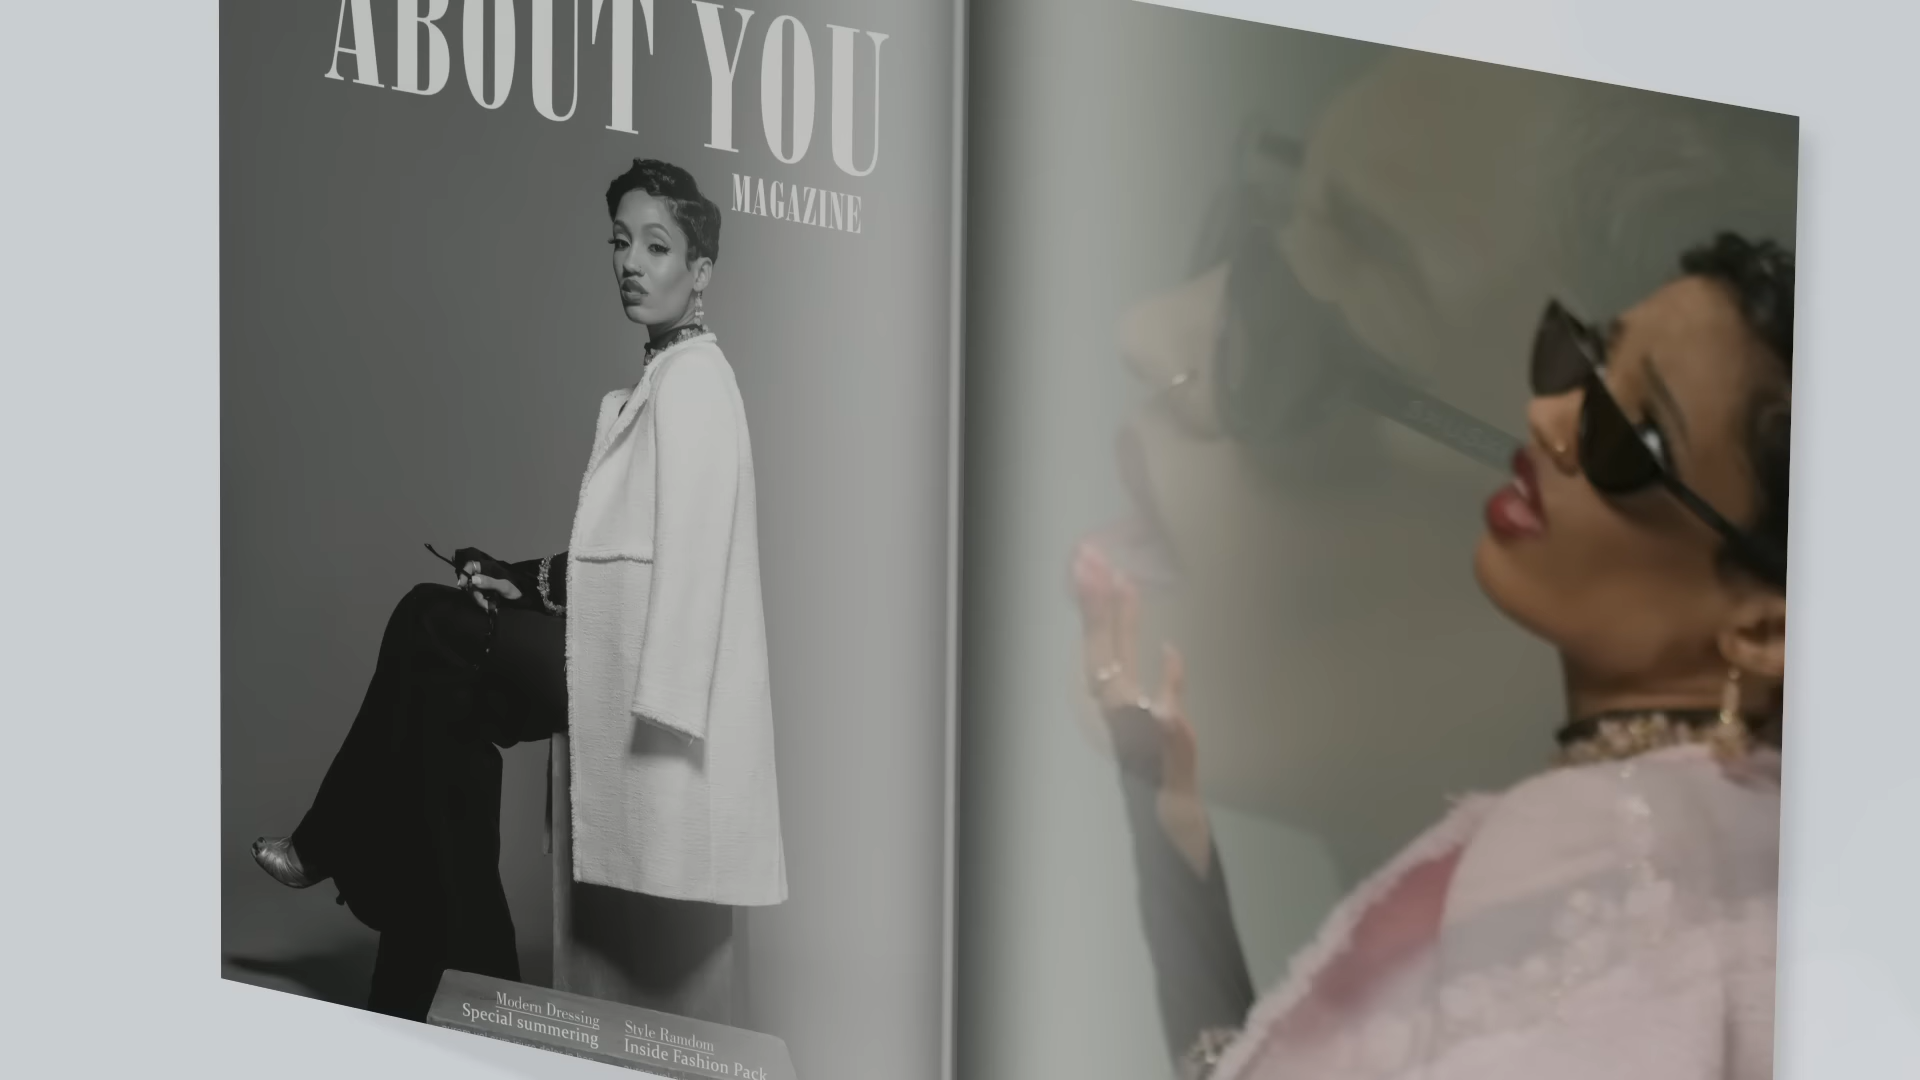 ABOUT YOU
MAGAZINE
Modern Dressing
Special summering
Style Ramdom
Inside Fashion Pack